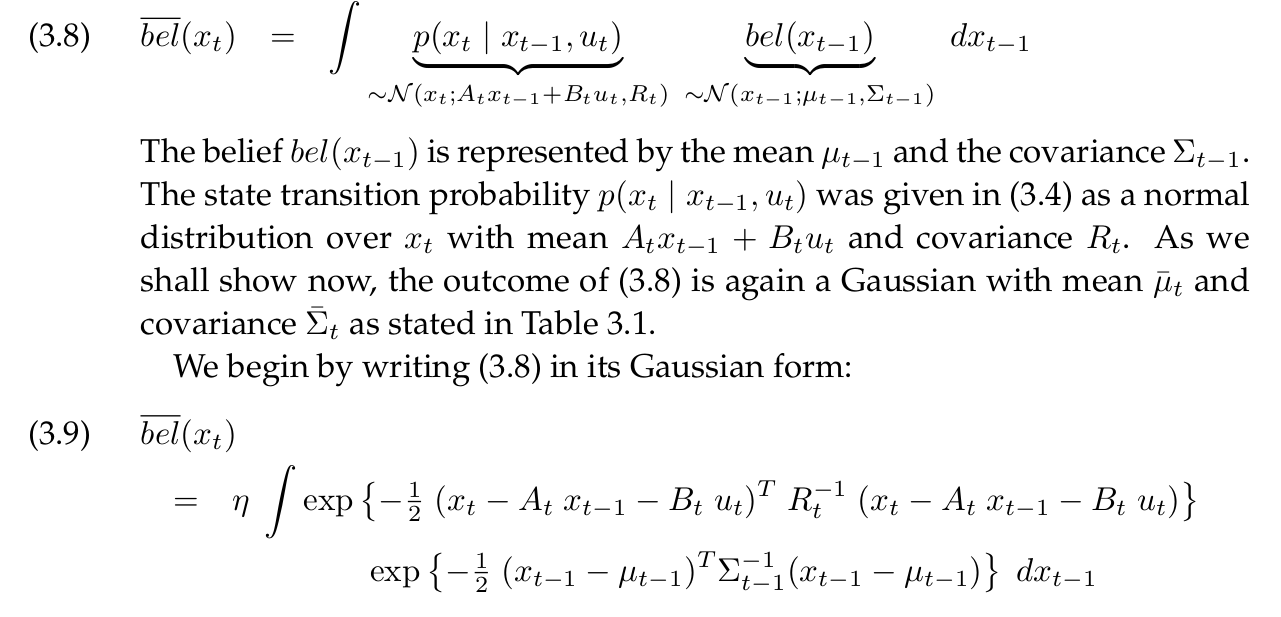 (3.8) $\overline{bel}(x_t) = \int \underbrace{p(x_t \mid x_{t-1}, u_t)}_{\sim \mathcal{N}(x_t; A_t x_{t-1} + B_t u_t, R_t)} \underbrace{bel(x_{t-1})}_{\sim \mathcal{N}(x_{t-1}; \mu_{t-1}, \Sigma_{t-1})} dx_{t-1}$
The belief $bel(x_{t-1})$ is represented by the mean $\mu_{t-1}$ and the covariance $\Sigma_{t-1}$.
The state transition probability $p(x_t \mid x_{t-1}, u_t)$ was given in (3.4) as a normal
distribution over $x_t$ with mean $A_t x_{t-1} + B_t u_t$ and covariance $R_t$. As we
shall show now, the outcome of (3.8) is again a Gaussian with mean $\bar{\mu}_t$ and
covariance $\bar{\Sigma}_t$ as stated in Table 3.1.
We begin by writing (3.8) in its Gaussian form:
(3.9) $\overline{bel}(x_t)$
$= \eta \int \exp\left\{-\frac{1}{2} (x_t - A_t x_{t-1} - B_t u_t)^T R_t^{-1} (x_t - A_t x_{t-1} - B_t u_t)\right\}$
$\exp\left\{-\frac{1}{2} (x_{t-1} - \mu_{t-1})^T \Sigma_{t-1}^{-1} (x_{t-1} - \mu_{t-1})\right\} dx_{t-1}$